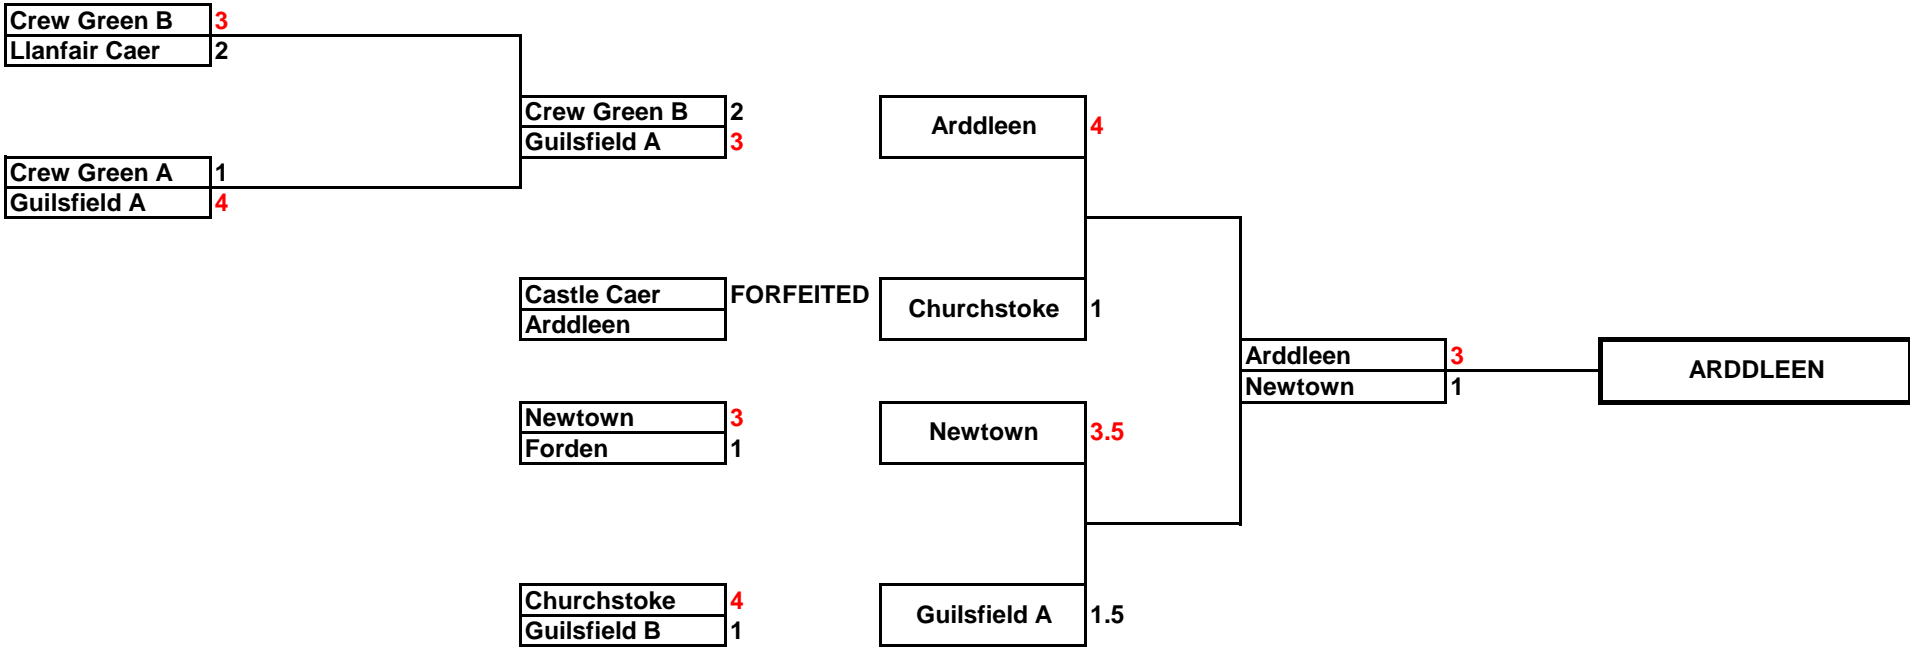 Crew Green B 3
Llanfair Caer 2
Crew Green B 2
Guilsfield A 3
Arddleen 4
Crew Green A 1
Guilsfield A 4
Castle Caer FORFEITED
Arddleen
Churchstoke 1
Arddleen 3
Newtown 1
ARDDLEEN
Newtown 3
Forden 1
Newtown 3.5
Churchstoke 4
Guilsfield B 1
Guilsfield A 1.5